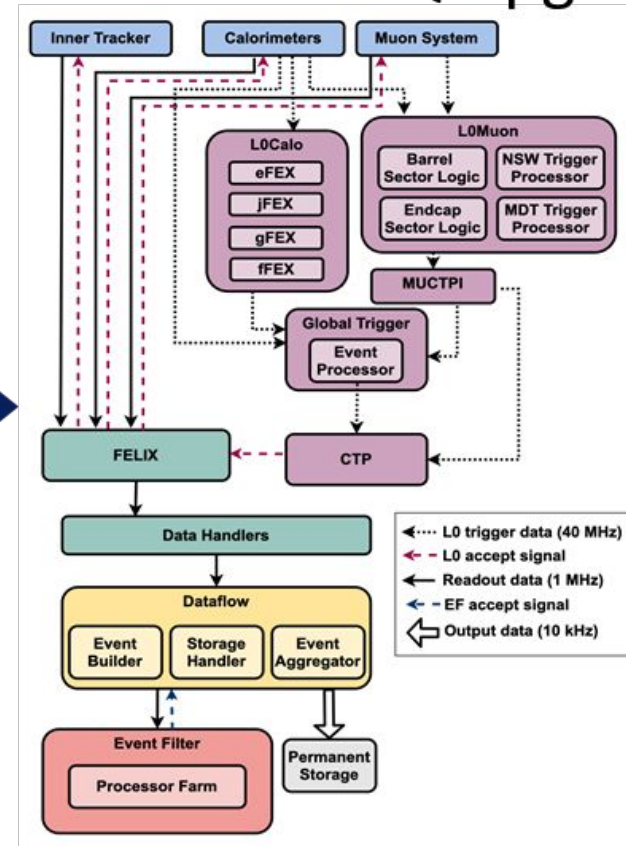 Inner Tracker
Calorimeters
Muon System
L0Calo
eFEX
jFEX
gFEX
fFEX
L0Muon
Barrel
Sector Logic
NSW Trigger
Processor
Endcap
Sector Logic
MDT Trigger
Processor
MUCTPI
Global Trigger
Event
Processor
FELIX
CTP
Data Handlers
Dataflow
Event
Builder
Storage
Handler
Event
Aggregator
Event Filter
Processor Farm
Permanent
Storage
L0 trigger data (40 MHz)
L0 accept signal
Readout data (1 MHz)
EF accept signal
Output data (10 kHz)